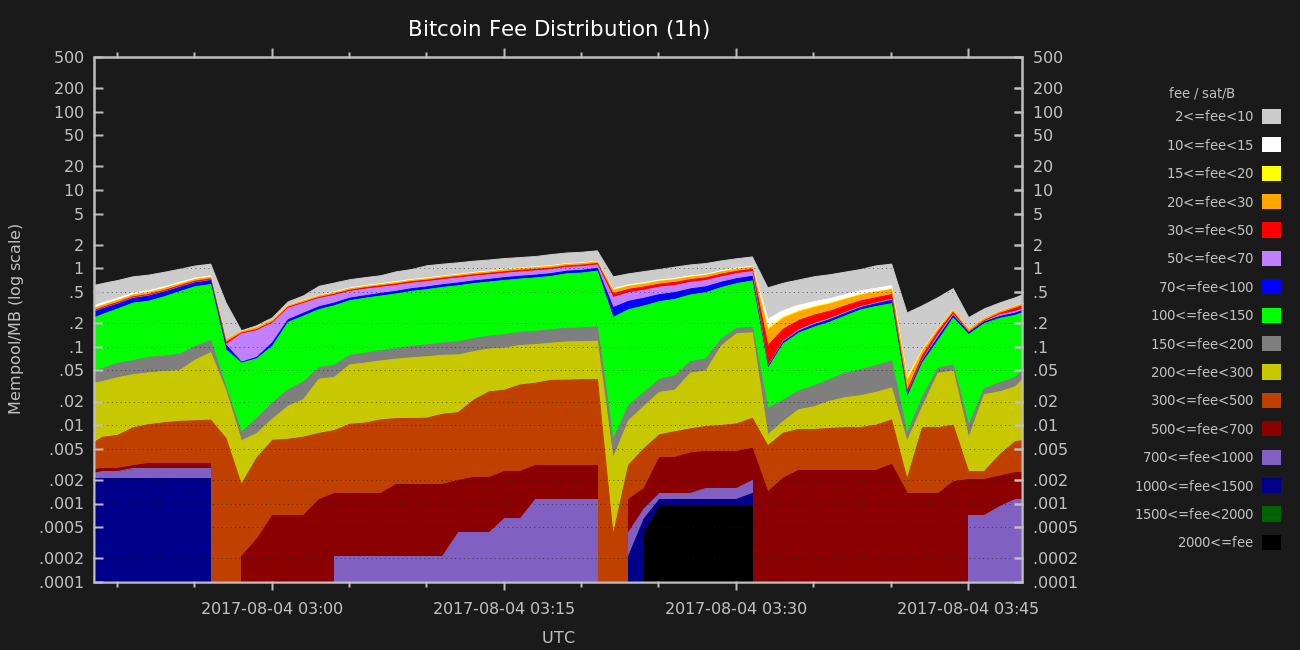 Bitcoin Fee Distribution (1h)
Mempool/MB (log scale)
500
200
100
50
20
10
5
2
1
.5
.2
.1
.05
.02
.01
.005
.002
.001
.0005
.0002
.0001
500
200
100
50
20
10
5
2
1
.5
.2
.1
.05
.02
.01
.005
.002
.001
.0005
.0002
.0001
2017-08-04 03:00
2017-08-04 03:15
2017-08-04 03:30
2017-08-04 03:45
UTC
fee / sat/B
2<=fee<10
10<=fee<15
15<=fee<20
20<=fee<30
30<=fee<50
50<=fee<70
70<=fee<100
100<=fee<150
150<=fee<200
200<=fee<300
300<=fee<500
500<=fee<700
700<=fee<1000
1000<=fee<1500
1500<=fee<2000
2000<=fee